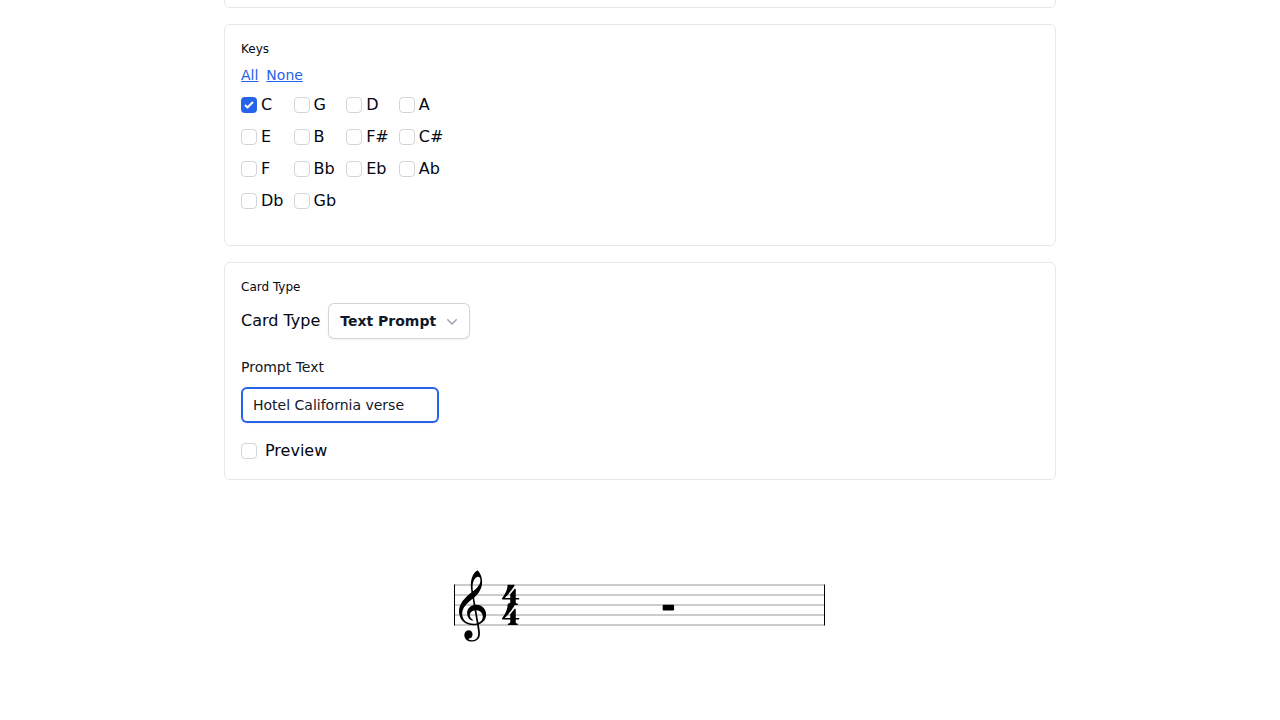 Keys
All None
C G D A
E B F# C#
F Bb Eb Ab
Db Gb
Card Type
Card Type Text Prompt
Prompt Text
Hotel California verse
Preview
4
4